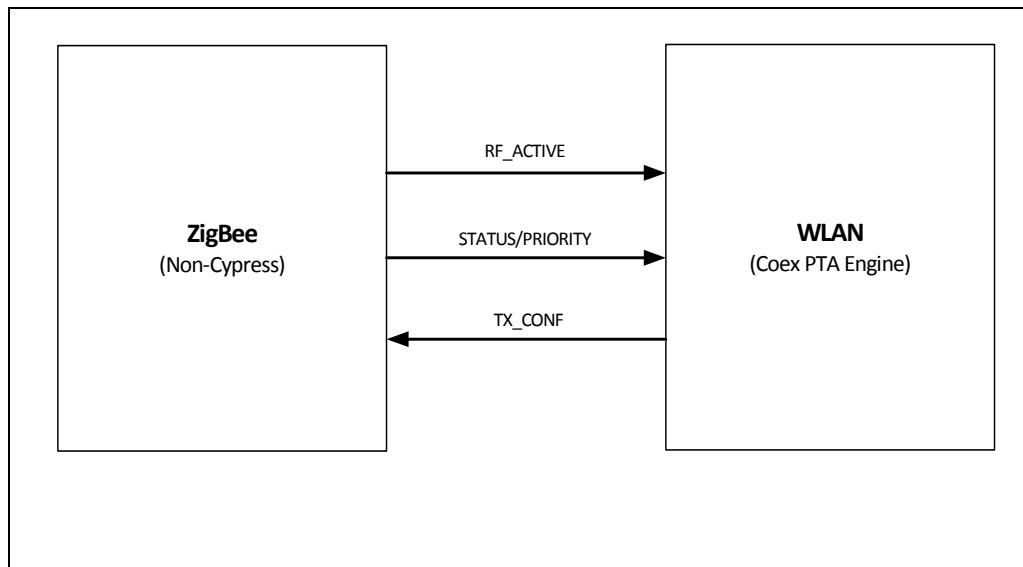 RF_ACTIVE
ZigBee
(Non-Cypress)
STATUS/PRIORITY
WLAN
(Coex PTA Engine)
TX_CONF